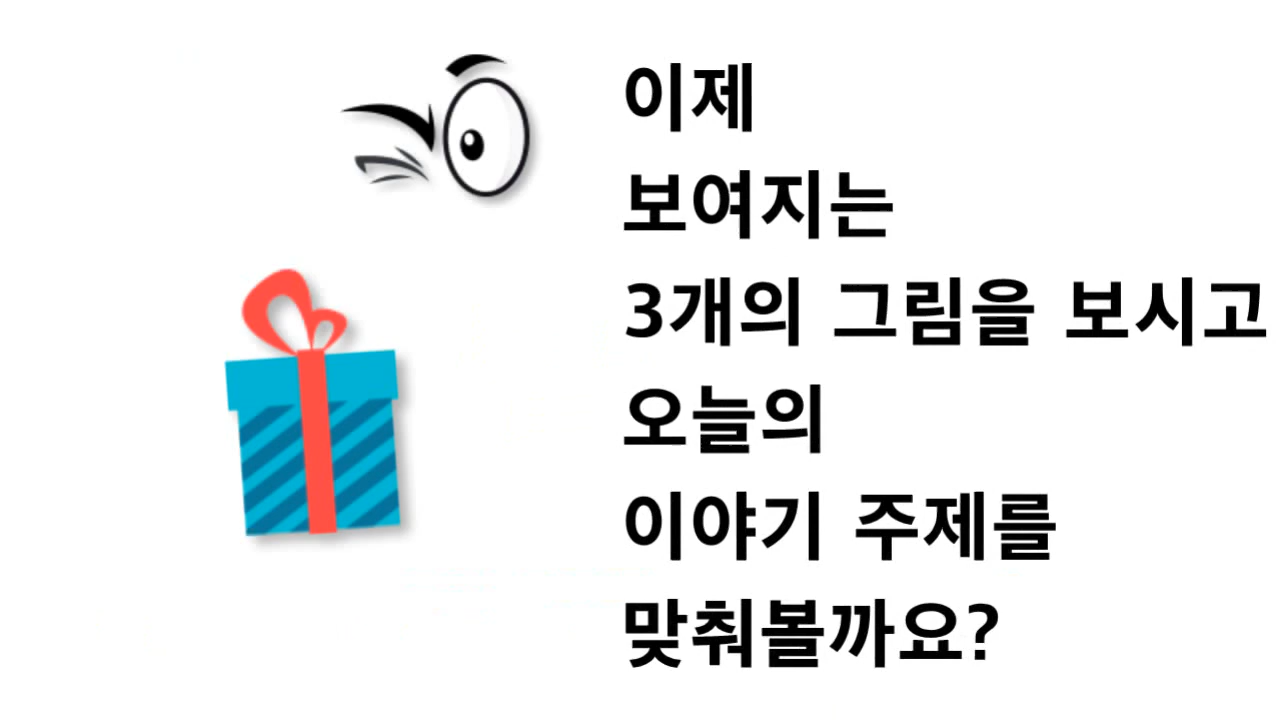 이제
보여지는
3개의 그림을 보시고
오늘의
이야기 주제를
맞춰볼까요?